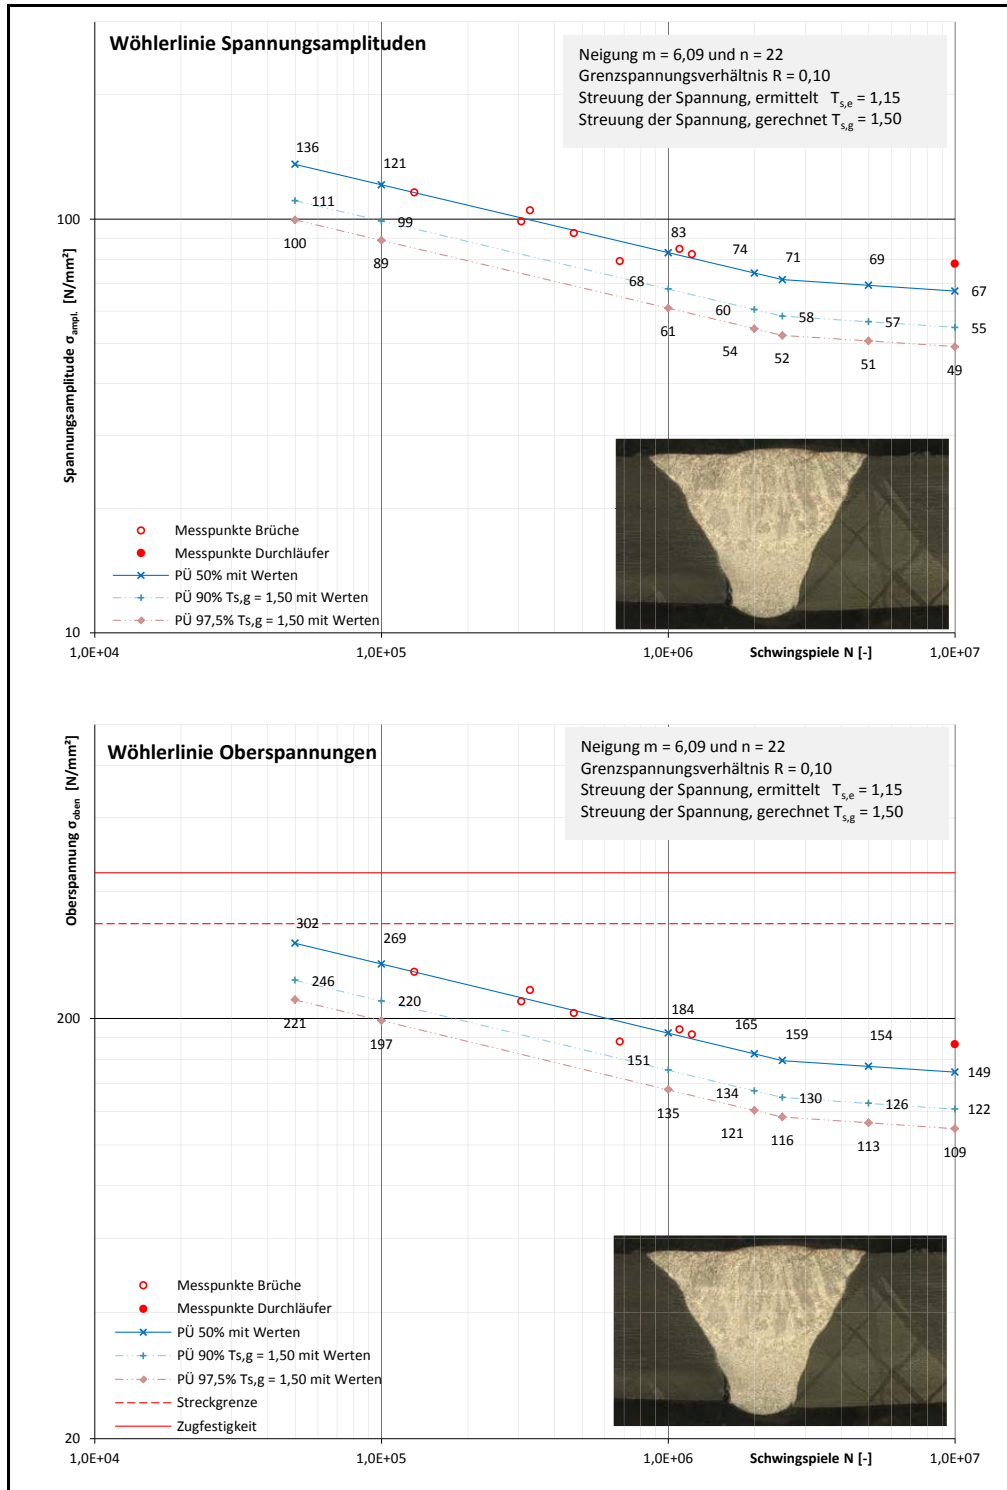 Wöhlerlinie Spannungsamplituden
Neigung m = 6,09 und n = 22
Grenzspannungsverhältnis R = 0,10
Streuung der Spannung, ermittelt T_s,e = 1,15
Streuung der Spannung, gerechnet T_s,g = 1,50
136
121
111
100
99
100
89
83
74
71
69
67
68
60
58
57
55
61
54
52
51
49
Spannungsamplitude σ_ampl. [N/mm²]
Messpunkte Brüche
Messpunkte Durchläufer
PÜ 50% mit Werten
PÜ 90% Ts,g = 1,50 mit Werten
PÜ 97,5% Ts,g = 1,50 mit Werten
10
1,0E+04
1,0E+05
1,0E+06
Schwingspiele N [-]
1,0E+07
Wöhlerlinie Oberspannungen
Neigung m = 6,09 und n = 22
Grenzspannungsverhältnis R = 0,10
Streuung der Spannung, ermittelt T_s,e = 1,15
Streuung der Spannung, gerechnet T_s,g = 1,50
Oberspannung σ_oben [N/mm²]
302
269
246
220
221
197
200
184
165
159
154
149
151
134
130
126
122
135
121
116
113
109
Messpunkte Brüche
Messpunkte Durchläufer
PÜ 50% mit Werten
PÜ 90% Ts,g = 1,50 mit Werten
PÜ 97,5% Ts,g = 1,50 mit Werten
Streckgrenze
Zugfestigkeit
20
1,0E+04
1,0E+05
1,0E+06
Schwingspiele N [-]
1,0E+07